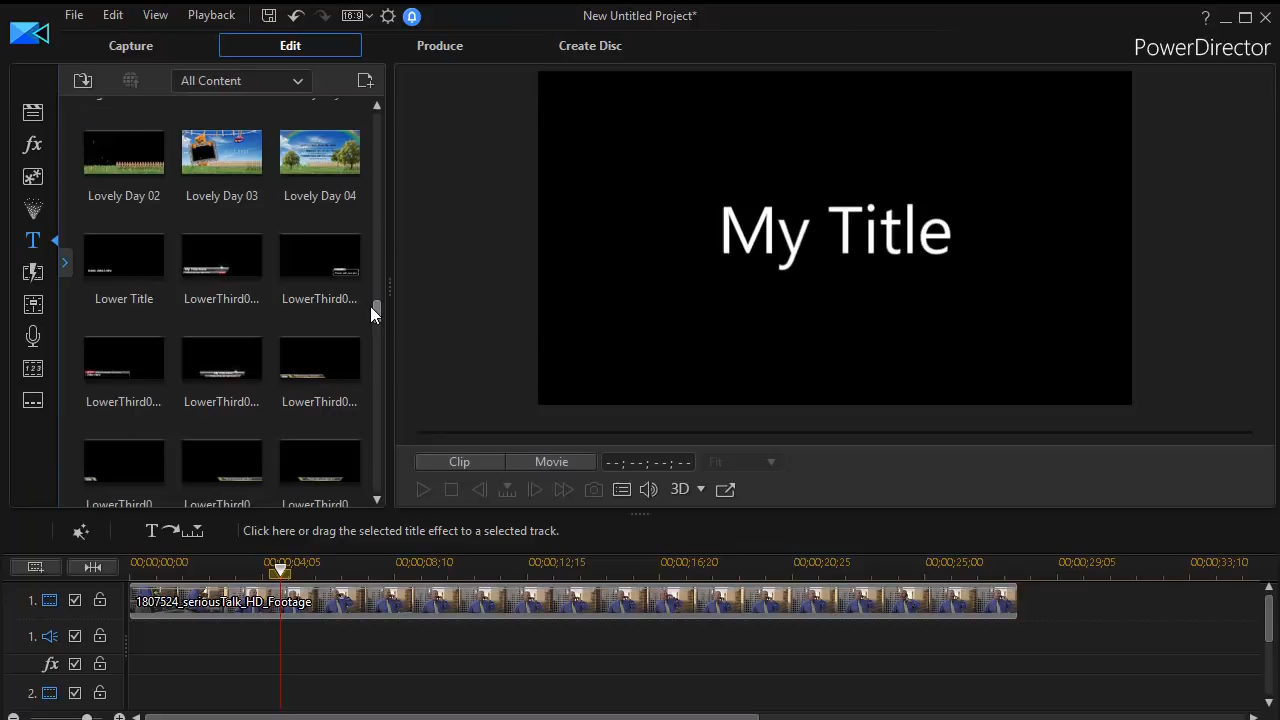 File Edit View Playback 16:9 New Untitled Project* ?
Capture Edit Produce Create Disc PowerDirector
All Content
Lovely Day 02 Lovely Day 03 Lovely Day 04
Lower Title LowerThird0... LowerThird0...
LowerThird0... LowerThird0... LowerThird0...
LowerThird0 LowerThird0 LowerThird0
My Title
Clip Movie --;--;--;-- Fit
3D
fx
T
T Click here or drag the selected title effect to a selected track.
00;00;00;00 00;00;04;05 00;00;08;10 00;00;12;15 00;00;16;20 00;00;20;25 00;00;25;00 00;00;29;05 00;00;33;10
1. 1807524_seriousTalk_HD_Footage
1.
fx
2.